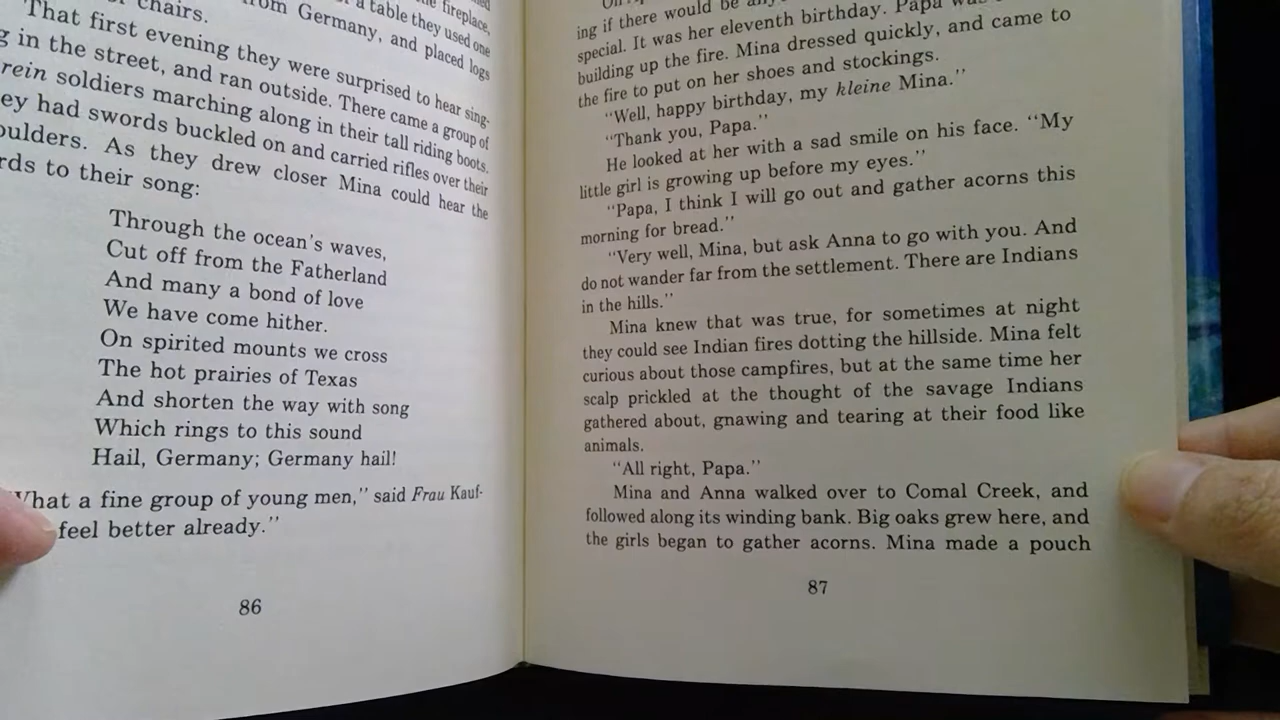 fireplace,
a table they used one
chairs. from Germany, and placed logs
That first evening they were surprised to hear sing-
in the street, and ran outside. There came a group of
rein soldiers marching along in their tall riding boots.
ey had swords buckled on and carried rifles over their
oulders. As they drew closer Mina could hear the
rds to their song:
Through the ocean's waves,
Cut off from the Fatherland
And many a bond of love
We have come hither.
On spirited mounts we cross
The hot prairies of Texas
And shorten the way with song
Which rings to this sound
Hail, Germany; Germany hail!
What a fine group of young men," said Frau Kauf-
feel better already."
86
ing if there would be
special. It was her eleventh birthday. Papa was
building up the fire. Mina dressed quickly, and came to
the fire to put on her shoes and stockings.
"Well, happy birthday, my kleine Mina."
"Thank you, Papa."
He looked at her with a sad smile on his face. "My
little girl is growing up before my eyes."
"Papa, I think I will go out and gather acorns this
morning for bread."
"Very well, Mina, but ask Anna to go with you. And
do not wander far from the settlement. There are Indians
in the hills."
Mina knew that was true, for sometimes at night
they could see Indian fires dotting the hillside. Mina felt
curious about those campfires, but at the same time her
scalp prickled at the thought of the savage Indians
gathered about, gnawing and tearing at their food like
animals.
"All right, Papa."
Mina and Anna walked over to Comal Creek, and
followed along its winding bank. Big oaks grew here, and
the girls began to gather acorns. Mina made a pouch
87